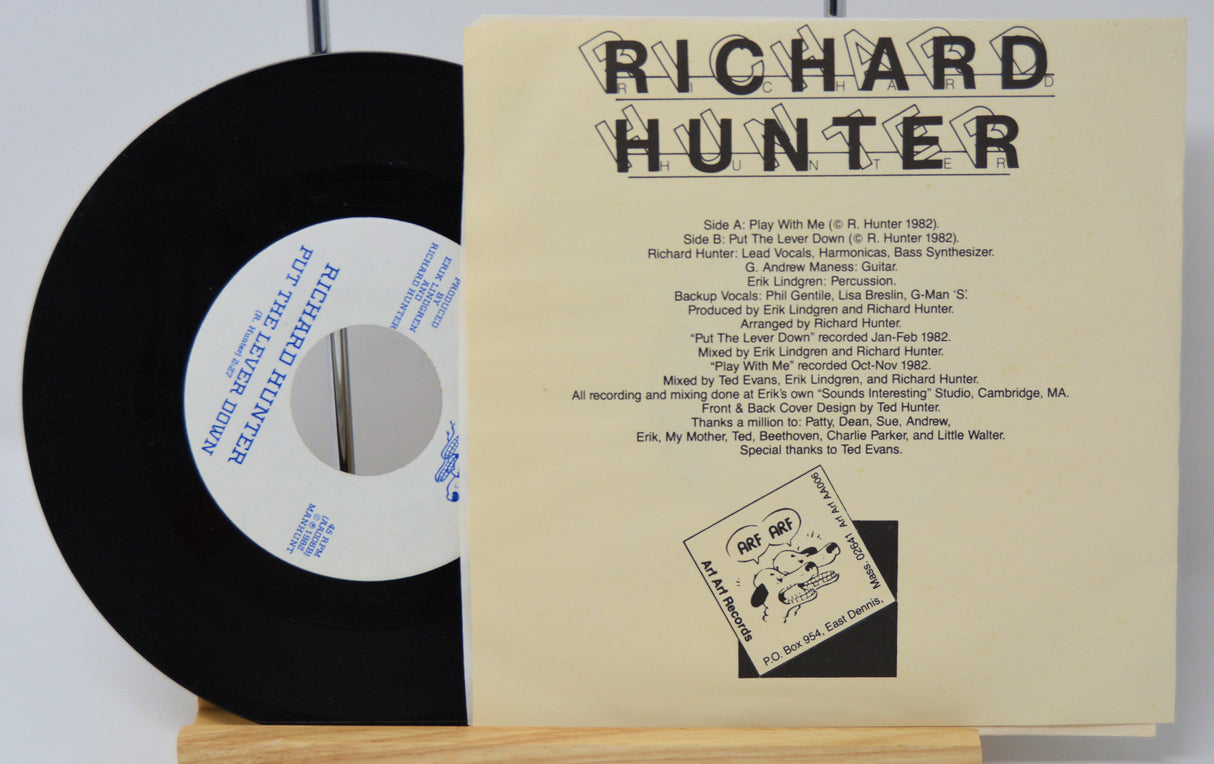 RICHARD
RICHARD
RICHARD
HUNTER
HUNTER
HUNTER
Side A: Play With Me (© R. Hunter 1982).
Side B: Put The Lever Down (© R. Hunter 1982).
Richard Hunter: Lead Vocals, Harmonicas, Bass Synthesizer.
G. Andrew Maness: Guitar.
Erik Lindgren: Percussion.
Backup Vocals: Phil Gentile, Lisa Breslin, G-Man 'S'.
Produced by Erik Lindgren and Richard Hunter.
Arranged by Richard Hunter.
"Put The Lever Down" recorded Jan-Feb 1982.
Mixed by Erik Lindgren and Richard Hunter.
"Play With Me" recorded Oct-Nov 1982.
Mixed by Ted Evans, Erik Lindgren, and Richard Hunter.
All recording and mixing done at Erik's own "Sounds Interesting" Studio, Cambridge, MA.
Front & Back Cover Design by Ted Hunter.
Thanks a million to: Patty, Dean, Sue, Andrew,
Erik, My Mother, Ted, Beethoven, Charlie Parker, and Little Walter.
Special thanks to Ted Evans.
ARF ARF
Arf Arf Records
P.O. Box 954, East Dennis,
Mass. 02641 Arf Arf AA006
RICHARD HUNTER
PUT THE LEVER DOWN
(R. Hunter) 2:27
PRODUCED
BY
ERIK LINDGREN
AND
RICHARD HUNTER
45 RPM
(AA006B)
© ℗ 1982
MANHUNT